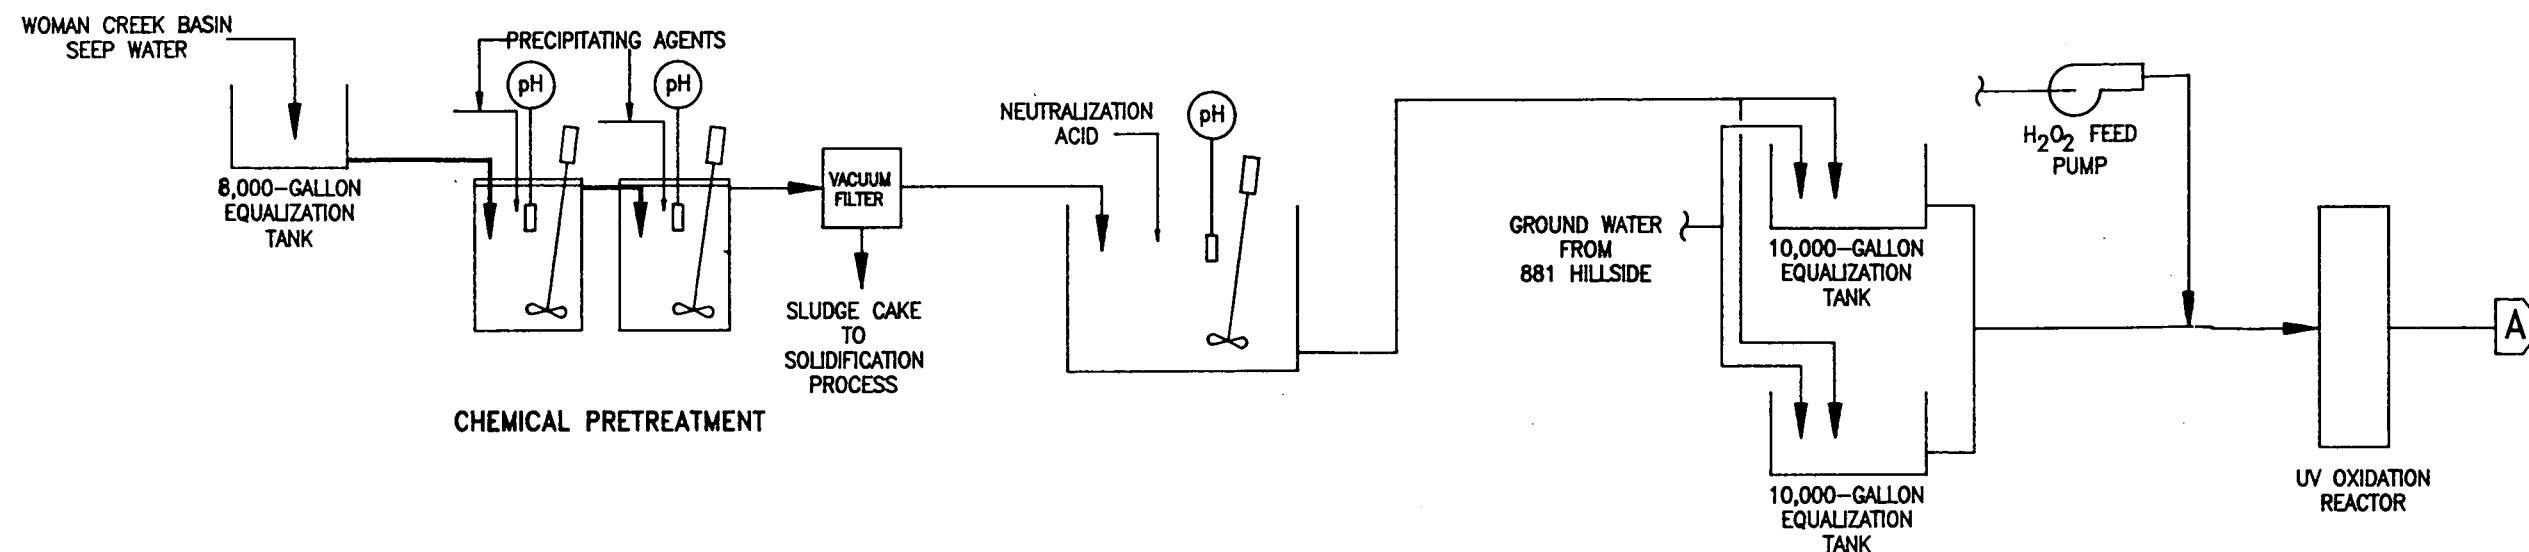 WOMAN CREEK BASIN
SEEP WATER
8,000-GALLON
EQUALIZATION
TANK
PRECIPITATING AGENTS
pH
pH
VACUUM
FILTER
SLUDGE CAKE
TO
SOLIDIFICATION
PROCESS
CHEMICAL PRETREATMENT
NEUTRALIZATION
ACID
pH
GROUND WATER
FROM
881 HILLSIDE
10,000-GALLON
EQUALIZATION
TANK
10,000-GALLON
EQUALIZATION
TANK
H2O2 FEED
PUMP
UV OXIDATION
REACTOR
A